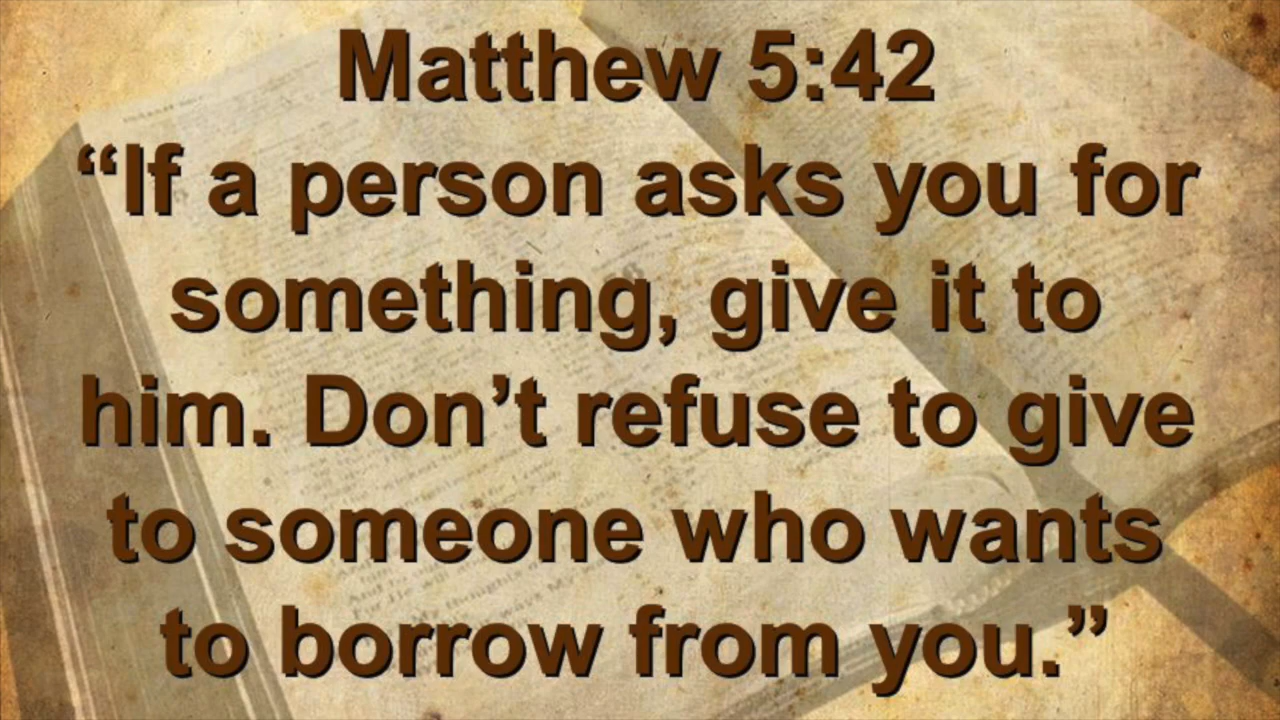 Matthew 5:42
“If a person asks you for
something, give it to
him. Don’t refuse to give
to someone who wants
to borrow from you.”